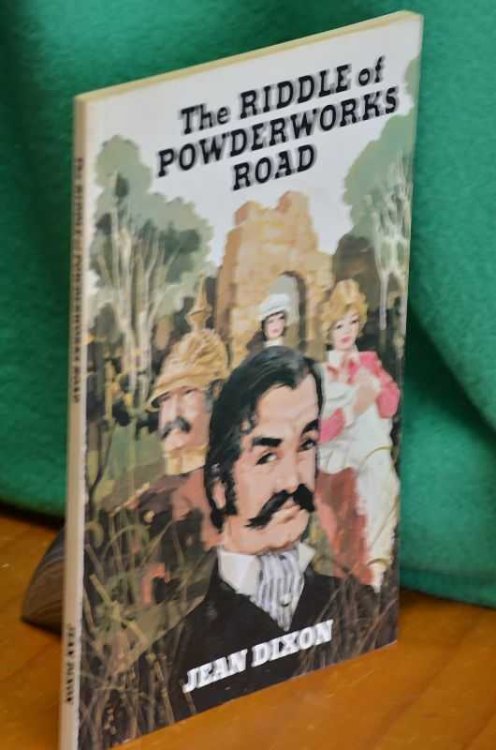 The RIDDLE of
POWDERWORKS
ROAD
JEAN DIXON
The RIDDLE of POWDERWORKS ROAD
JEAN DIXON